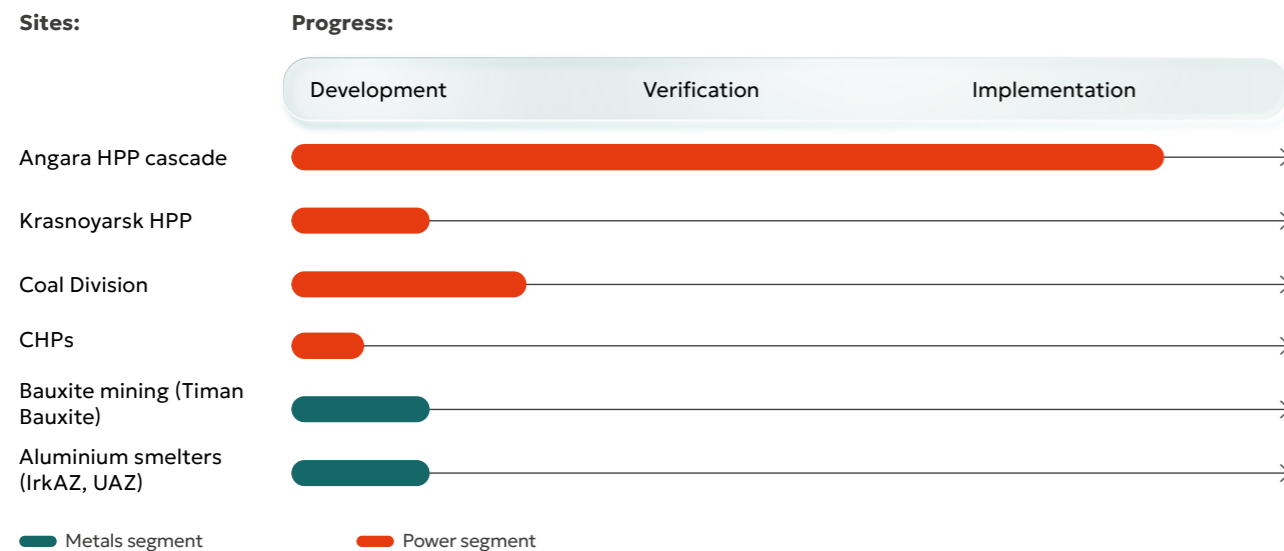 Sites:
Progress:
Development
Verification
Implementation
Angara HPP cascade
Krasnoyarsk HPP
Coal Division
CHPs
Bauxite mining (Timan
Bauxite)
Aluminium smelters
(IrkAZ, UAZ)
Metals segment
Power segment